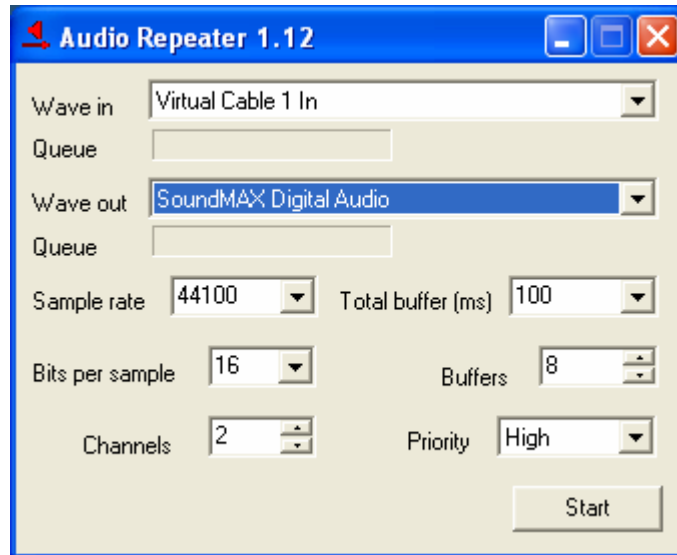 Audio Repeater 1.12
Wave in Virtual Cable 1 In
Queue
Wave out SoundMAX Digital Audio
Queue
Sample rate 44100 Total buffer (ms) 100
Bits per sample 16 Buffers 8
Channels 2 Priority High
Start